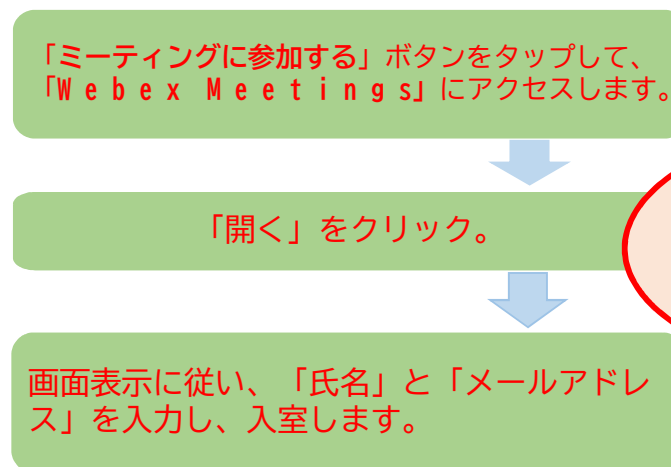 「ミーティングに参加する」ボタンをタップして、
「Ｗｅｂｅｘ　Ｍｅｅｔｉｎｇｓ」にアクセスします。
「開く」をクリック。
画面表示に従い、「氏名」と「メールアドレ
ス」を入力し、入室します。